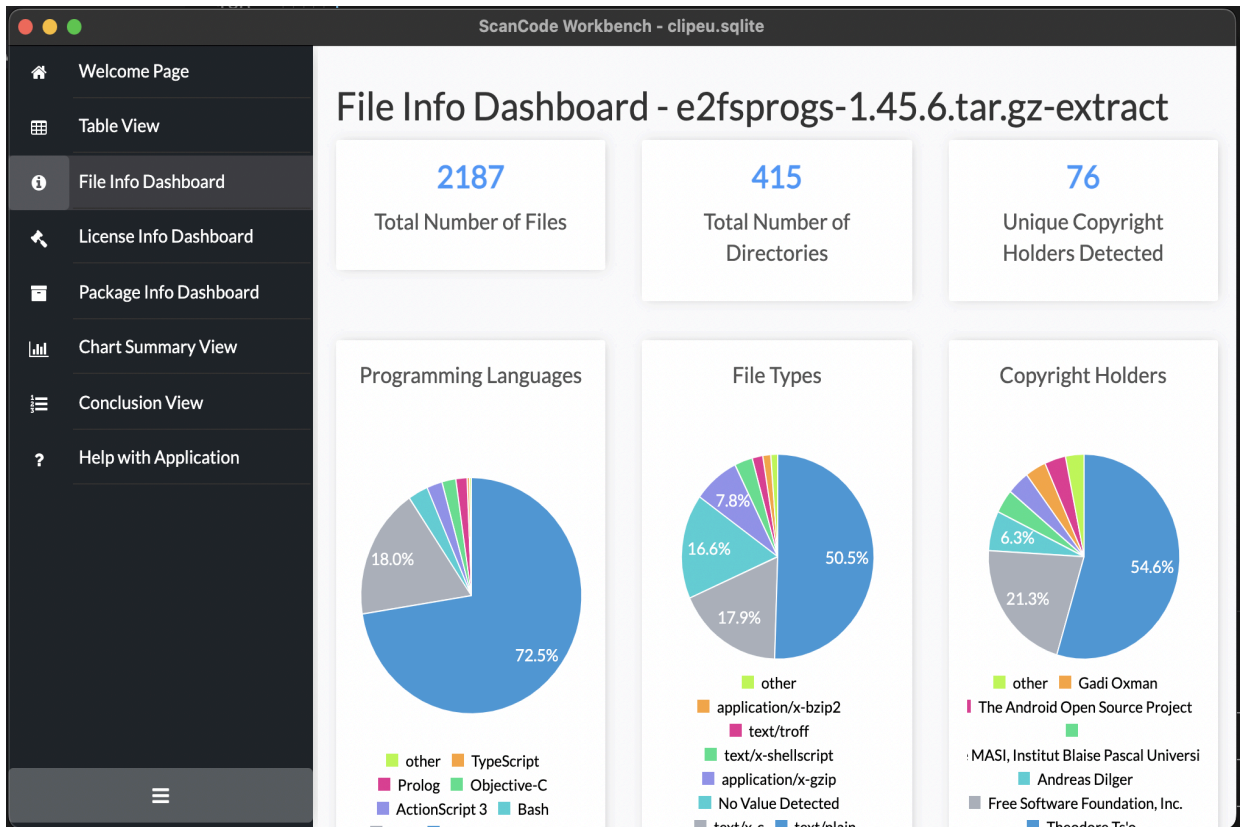 ScanCode Workbench - clipeu.sqlite
Welcome Page
Table View
File Info Dashboard
License Info Dashboard
Package Info Dashboard
Chart Summary View
Conclusion View
Help with Application
File Info Dashboard - e2fsprogs-1.45.6.tar.gz-extract
2187
Total Number of Files
415
Total Number of
Directories
76
Unique Copyright
Holders Detected
Programming Languages
18.0%
72.5%
other TypeScript
Prolog Objective-C
ActionScript 3 Bash
File Types
7.8%
16.6%
50.5%
17.9%
other
application/x-bzip2
text/troff
text/x-shellscript
application/x-gzip
No Value Detected
text/x-c text/plain
Copyright Holders
6.3%
54.6%
21.3%
other Gadi Oxman
The Android Open Source Project
MASI, Institut Blaise Pascal Universi
Andreas Dilger
Free Software Foundation, Inc.
Theodore Ts'o